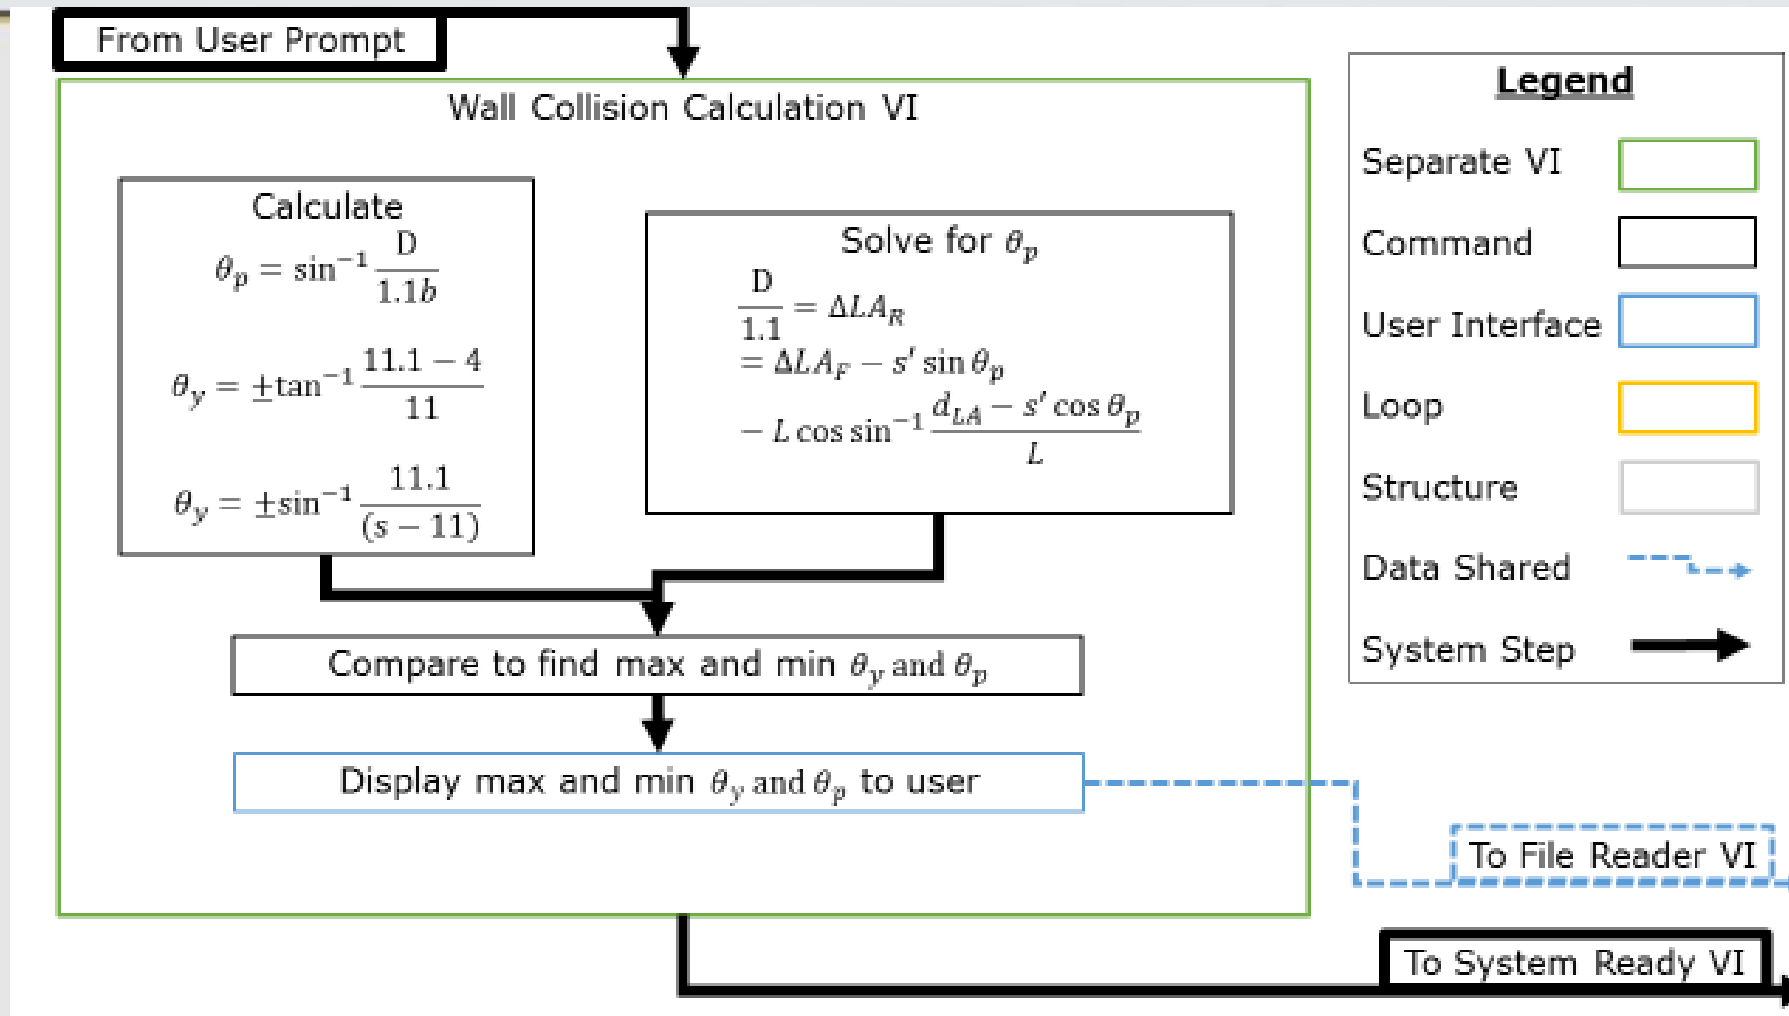 From User Prompt
Wall Collision Calculation VI
Calculate
θ_p = sin⁻¹ D/1.1b
θ_y = ±tan⁻¹ (11.1 − 4)/11
θ_y = ±sin⁻¹ 11.1/(s − 11)
Solve for θ_p
D/1.1 = ΔLA_R
= ΔLA_F − s′ sin θ_p
− L cos sin⁻¹ (d_LA − s′ cos θ_p)/L
Compare to find max and min θ_y and θ_p
Display max and min θ_y and θ_p to user
Legend
Separate VI
Command
User Interface
Loop
Structure
Data Shared
System Step
To File Reader VI
To System Ready VI